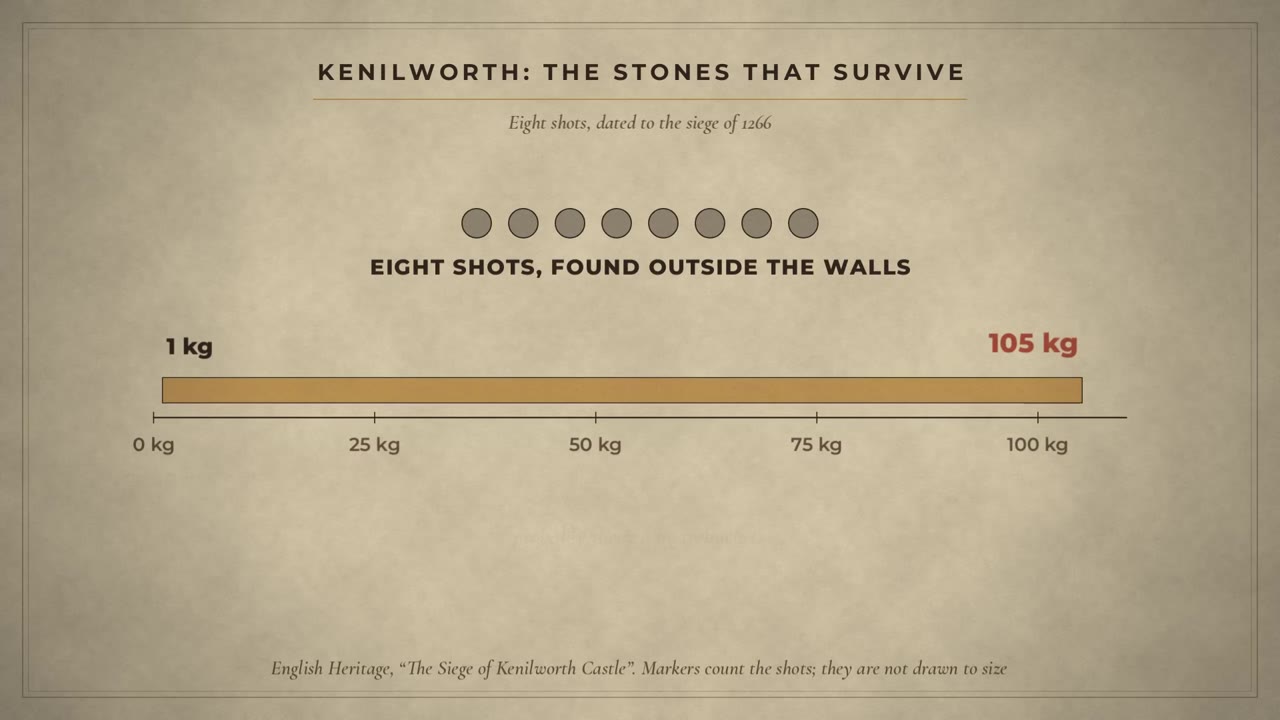 KENILWORTH: THE STONES THAT SURVIVE
Eight shots, dated to the siege of 1266
EIGHT SHOTS, FOUND OUTSIDE THE WALLS
1 kg
105 kg
0 kg
25 kg
50 kg
75 kg
100 kg
English Heritage, “The Siege of Kenilworth Castle”. Markers count the shots; they are not drawn to size